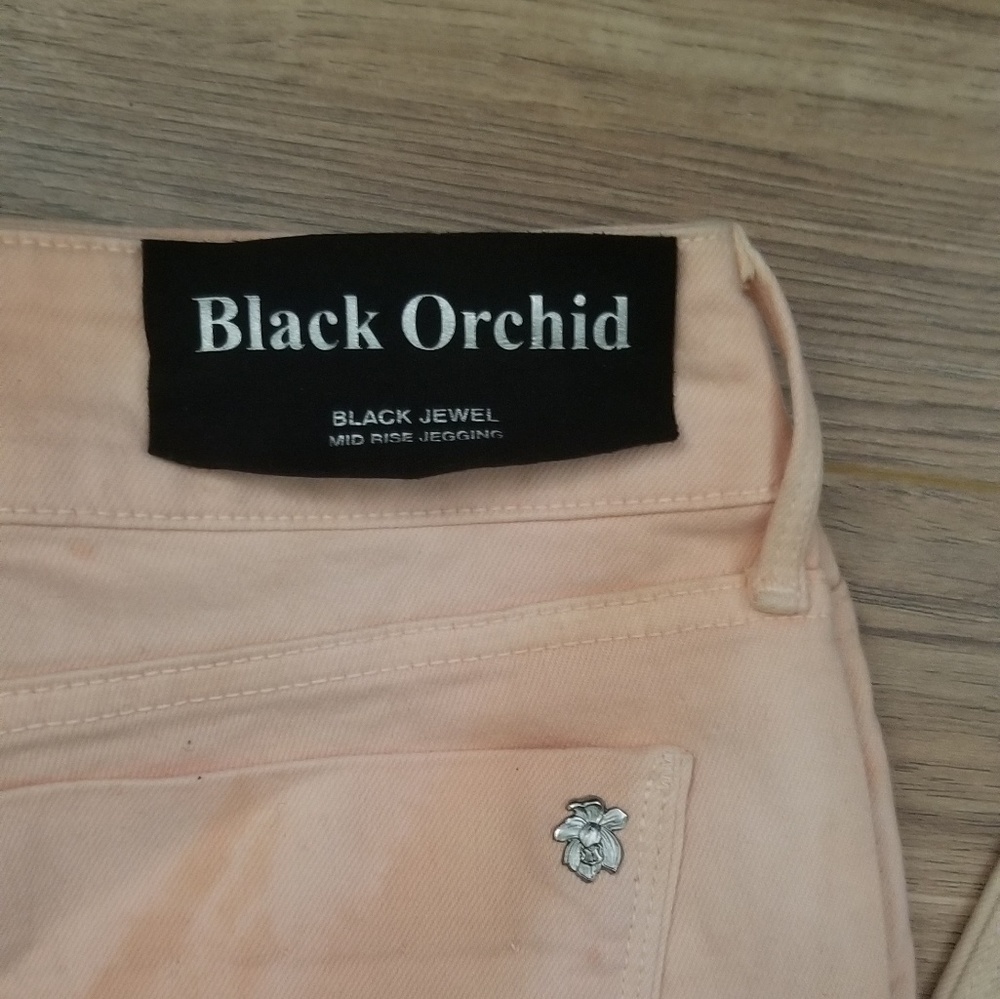 Black Orchid
BLACK JEWEL
MID RISE JEGGING